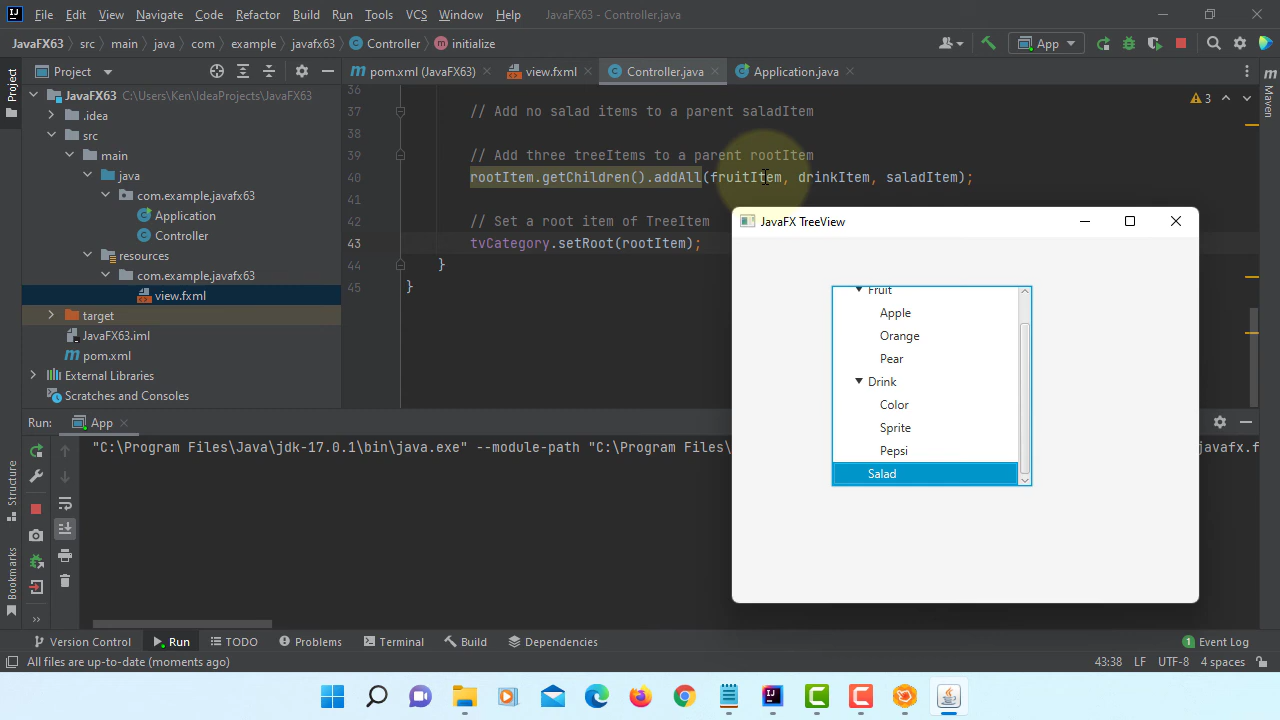 File Edit View Navigate Code Refactor Build Run Tools VCS Window Help JavaFX63 - Controller.java
JavaFX63 src main java com example javafx63 Controller initialize App
Project Project pom.xml (JavaFX63) view.fxml Controller.java Application.java Maven
JavaFX63 C:\Users\Ken\IdeaProjects\JavaFX63
.idea
src
main
java
com.example.javafx63
Application
Controller
resources
com.example.javafx63
view.fxml
target
JavaFX63.iml
pom.xml
External Libraries
Scratches and Consoles
3
36
37 // Add no salad items to a parent saladItem
38
39 // Add three treeItems to a parent rootItem
40 rootItem.getChildren().addAll(fruitItem, drinkItem, saladItem);
41
42 // Set a root item of TreeItem
43 tvCategory.setRoot(rootItem);
44 }
45 }
JavaFX TreeView
Fruit
Apple
Orange
Pear
Drink
Color
Sprite
Pepsi
Salad
Run: App
"C:\Program Files\Java\jdk-17.0.1\bin\java.exe" --module-path "C:\Program Files\ javafx.f
Structure
Bookmarks
Version Control Run TODO Problems Terminal Build Dependencies 1 Event Log
All files are up-to-date (moments ago) 43:38 LF UTF-8 4 spaces